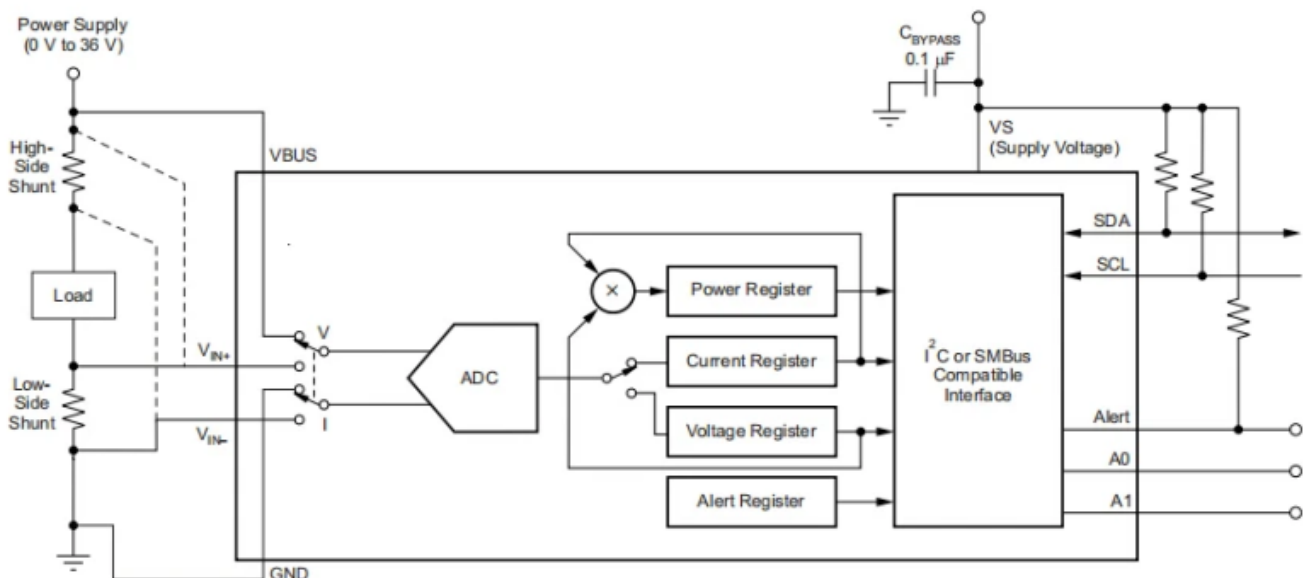 Power Supply
(0 V to 36 V)
C_BYPASS
0.1 µF
VS
(Supply Voltage)
High-
Side
Shunt
VBUS
SDA
SCL
Load
Power Register
×
V
V_IN+
ADC
Current Register
I²C or SMBus
Compatible
Interface
Low-
Side
Shunt
V_IN–
I
Voltage Register
Alert
A0
Alert Register
A1
GND